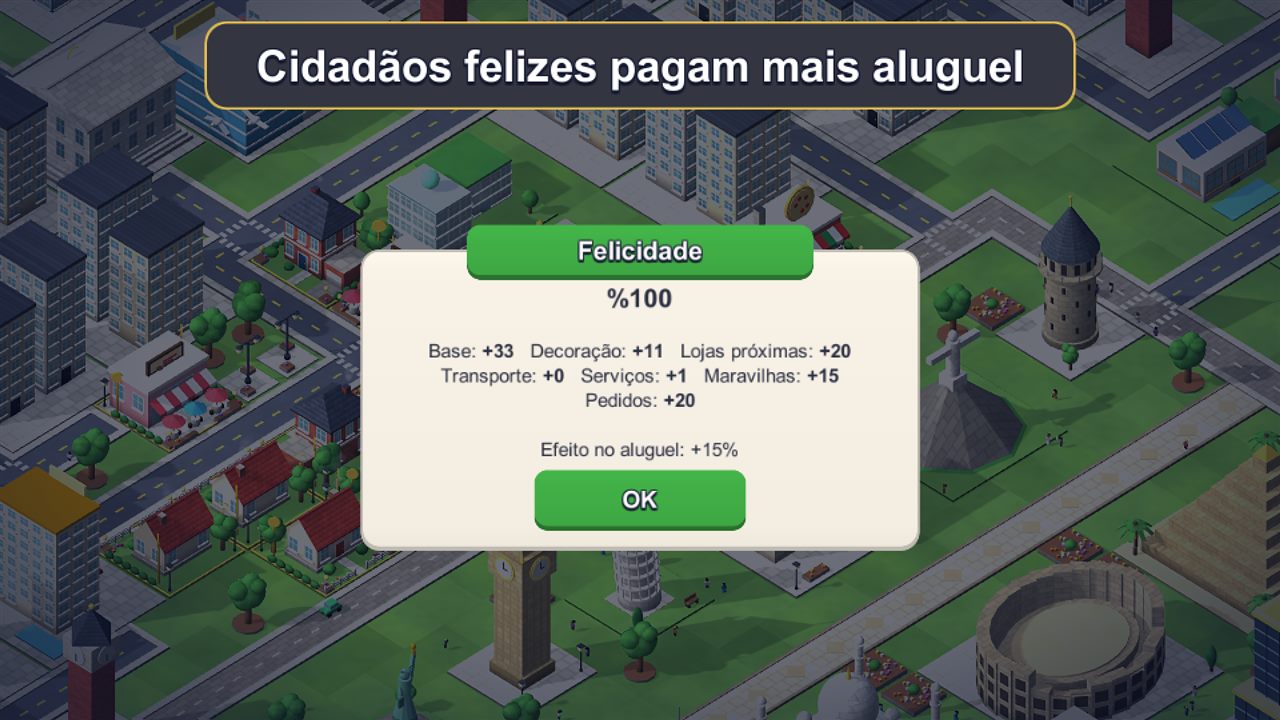 Cidadãos felizes pagam mais aluguel
Felicidade
%100
Base: +33 Decoração: +11 Lojas próximas: +20
Transporte: +0 Serviços: +1 Maravilhas: +15
Pedidos: +20
Efeito no aluguel: +15%
OK